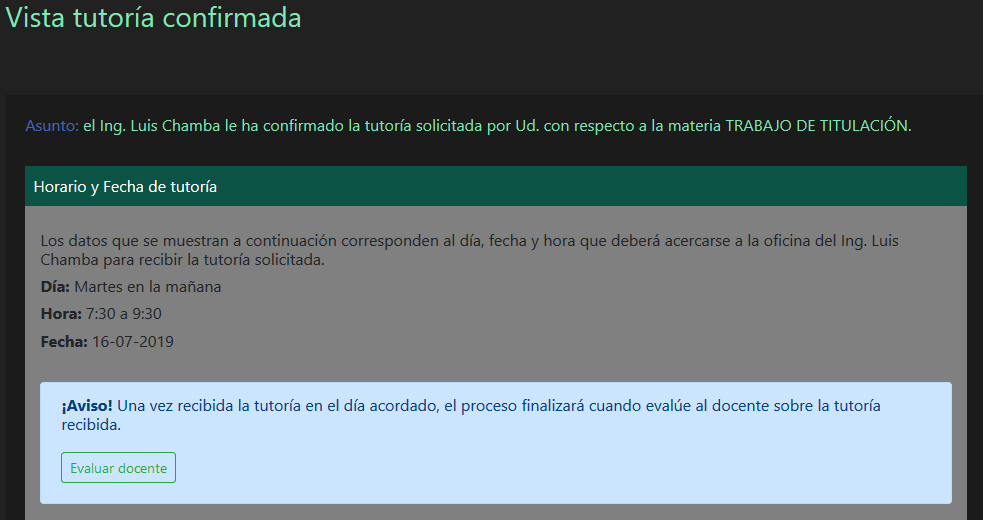 Vista tutoría confirmada
Asunto: el Ing. Luis Chamba le ha confirmado la tutoría solicitada por Ud. con respecto a la materia TRABAJO DE TITULACIÓN.
Horario y Fecha de tutoría
Los datos que se muestran a continuación corresponden al día, fecha y hora que deberá acercarse a la oficina del Ing. Luis
Chamba para recibir la tutoría solicitada.
Día: Martes en la mañana
Hora: 7:30 a 9:30
Fecha: 16-07-2019
¡Aviso! Una vez recibida la tutoría en el día acordado, el proceso finalizará cuando evalúe al docente sobre la tutoría
recibida.
Evaluar docente